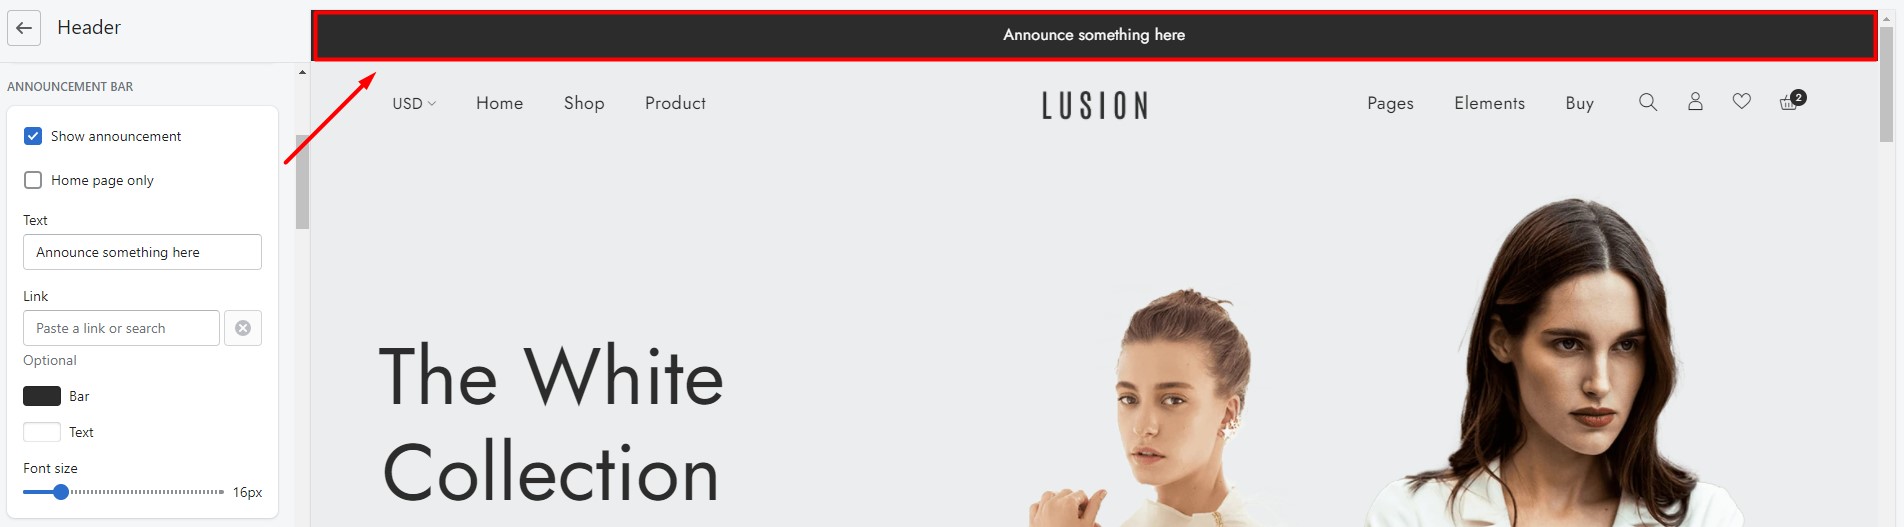 Header
ANNOUNCEMENT BAR
Show announcement
Home page only
Text
Announce something here
Link
Paste a link or search
Optional
Bar
Text
Font size
16px
Announce something here
USD Home Shop Product LUSION Pages Elements Buy 2
The White
Collection